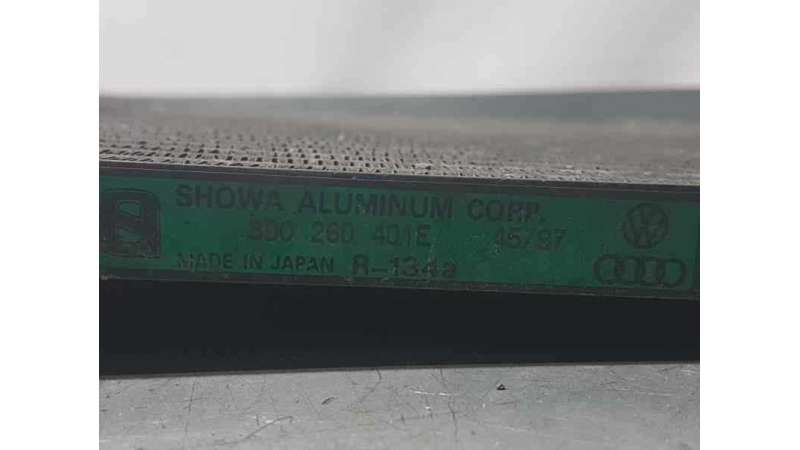 SHOWA ALUMINUM CORP.
8D0 260 401E 45/97
MADE IN JAPAN R-134a